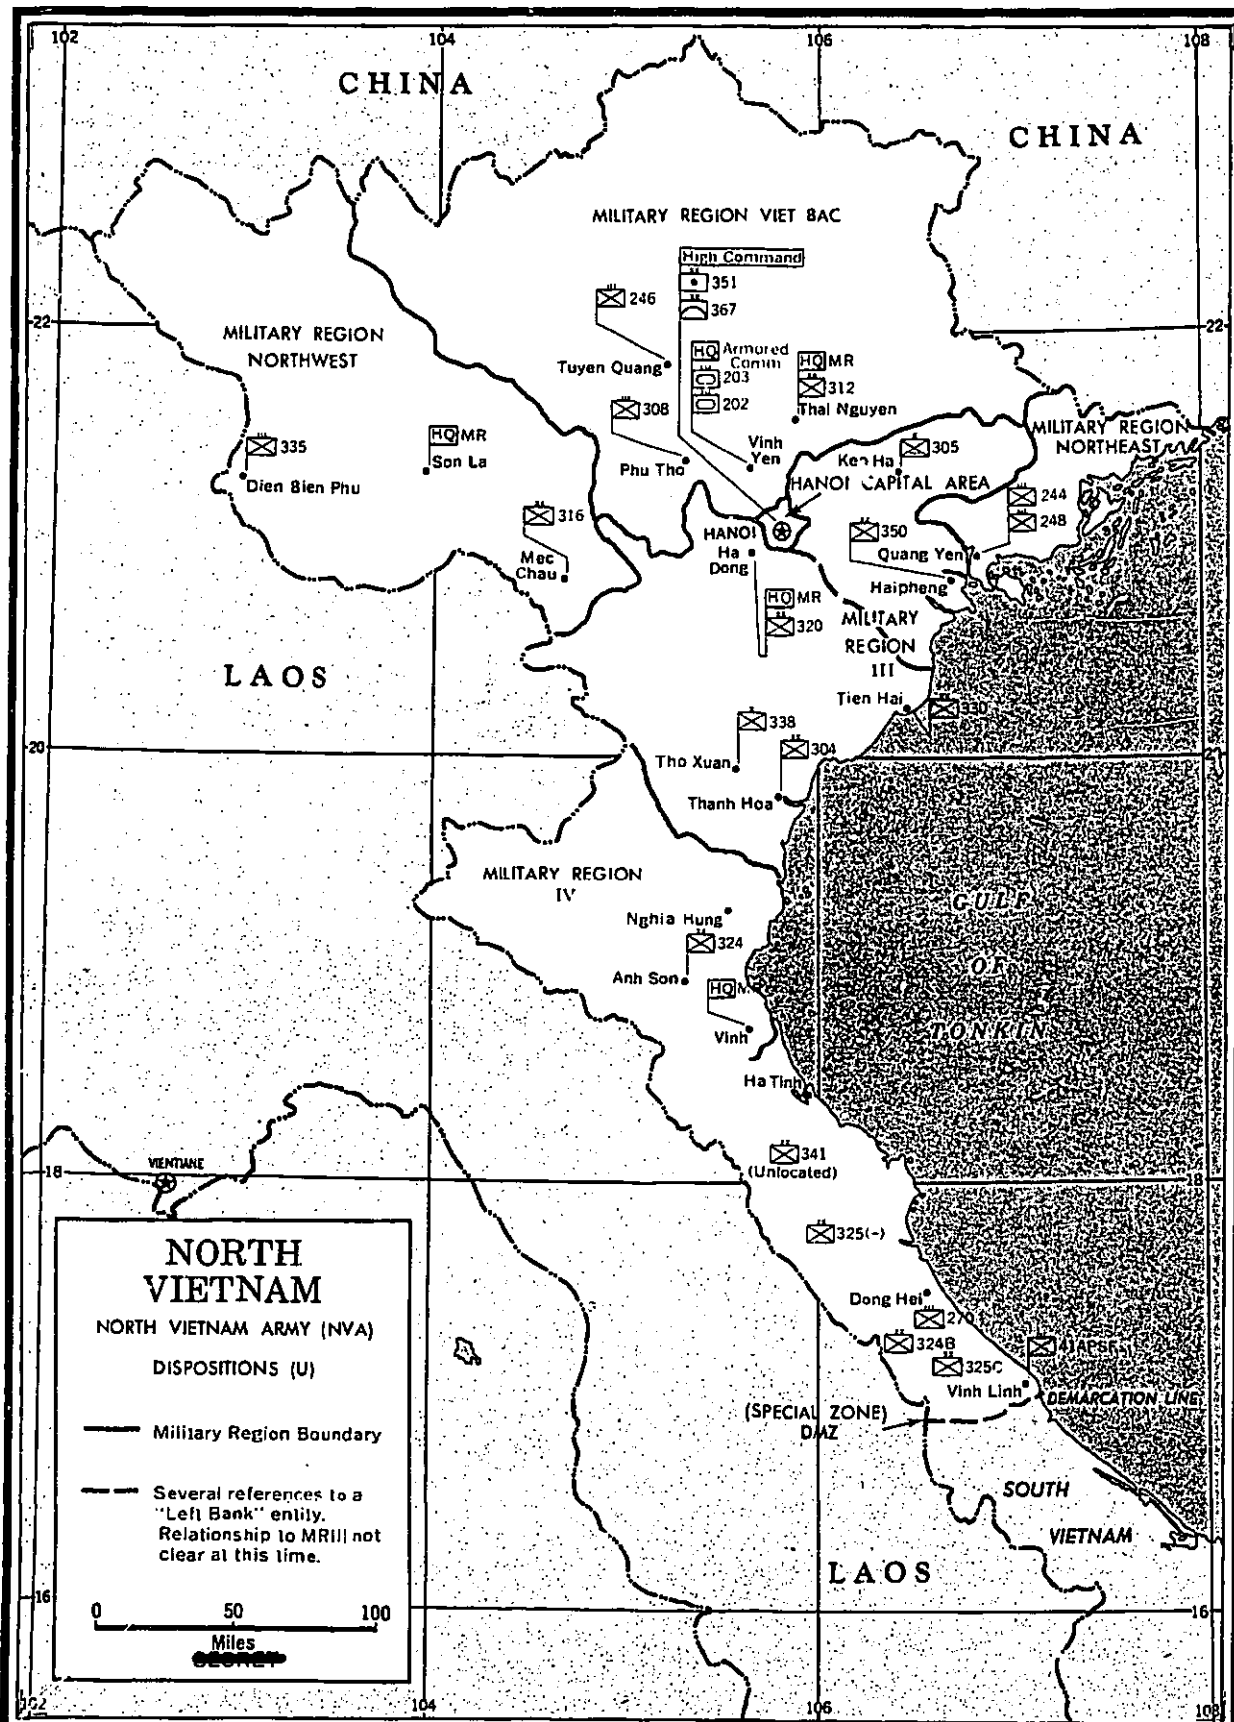 102
104
106
108
CHINA
CHINA
MILITARY REGION VIET BAC
High Command
351
246
367
22
22
MILITARY REGION
NORTHWEST
HQ Armored
Comm
HQ MR
Tuyen Quang
203
312
308
202
Thai Nguyen
MILITARY REGION
NORTHEAST
335
HQ MR
305
Vinh
Yen
Son La
Phu Tho
Kep Ha
Dien Bien Phu
HANOI CAPITAL AREA
244
316
248
350
HANOI
Quang Yen
Ha
Dong
Mec
Chau
Haipheng
HQ MR
320
MILITARY
REGION
III
LAOS
Tien Hai
330
338
304
20
Tho Xuan
Thanh Hoa
MILITARY REGION
IV
Nghia Hung
GULF
OF
TONKIN
324
Anh Son
HQ
Vinh
Ha Tinh
341
(Unlocated)
VIENTIANE
18
18
325(-)
Dong Hei
270
324B
325C
Vinh Linh
DEMARCATION LINE
(SPECIAL ZONE)
DMZ
SOUTH
VIETNAM
LAOS
16
16
NORTH
VIETNAM
NORTH VIETNAM ARMY (NVA)
DISPOSITIONS (U)
Military Region Boundary
Several references to a
"Left Bank" entity.
Relationship to MRIII not
clear at this time.
0 50 100
Miles
SECRET
102
104
106
108